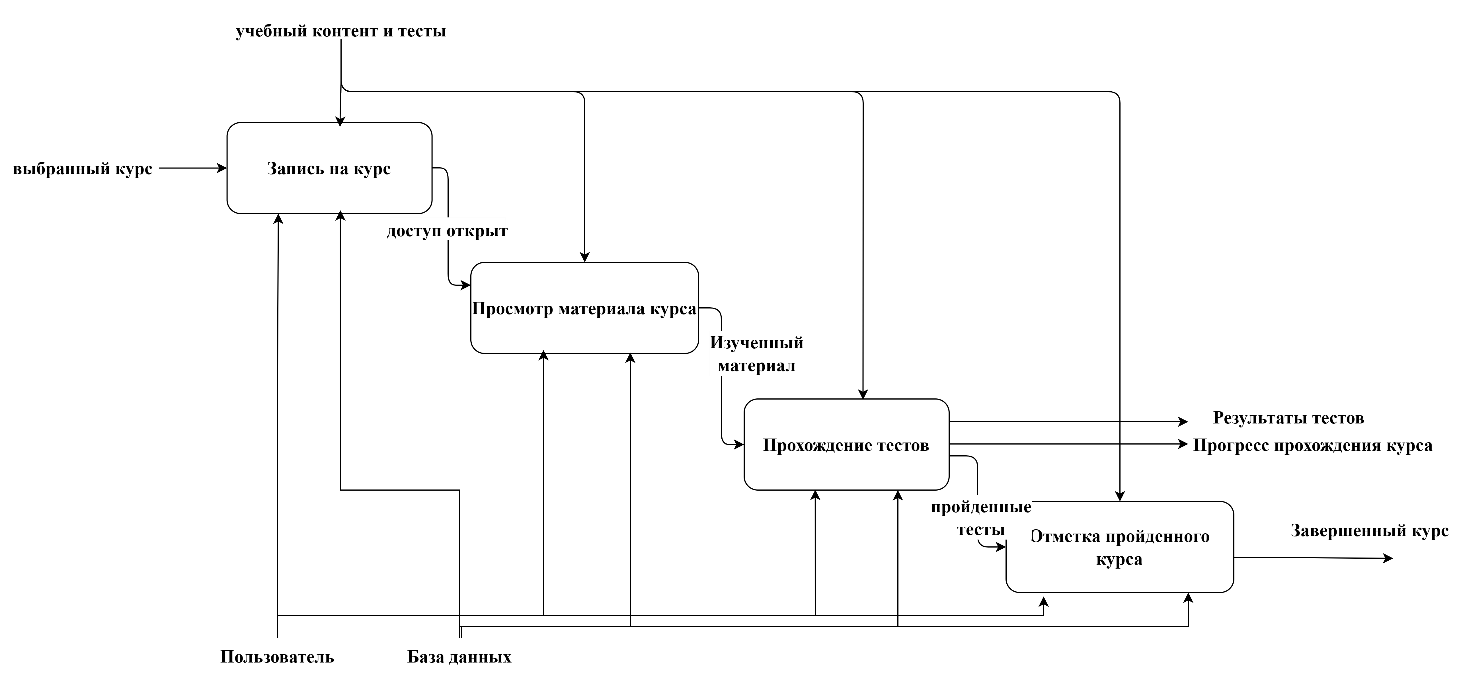 учебный контент и тесты
выбранный курс
Запись на курс
доступ открыт
Просмотр материала курса
Изученный
материал
Прохождение тестов
Результаты тестов
Прогресс прохождения курса
пройденные
тесты
Отметка пройденного
курса
Завершенный курс
Пользователь
База данных